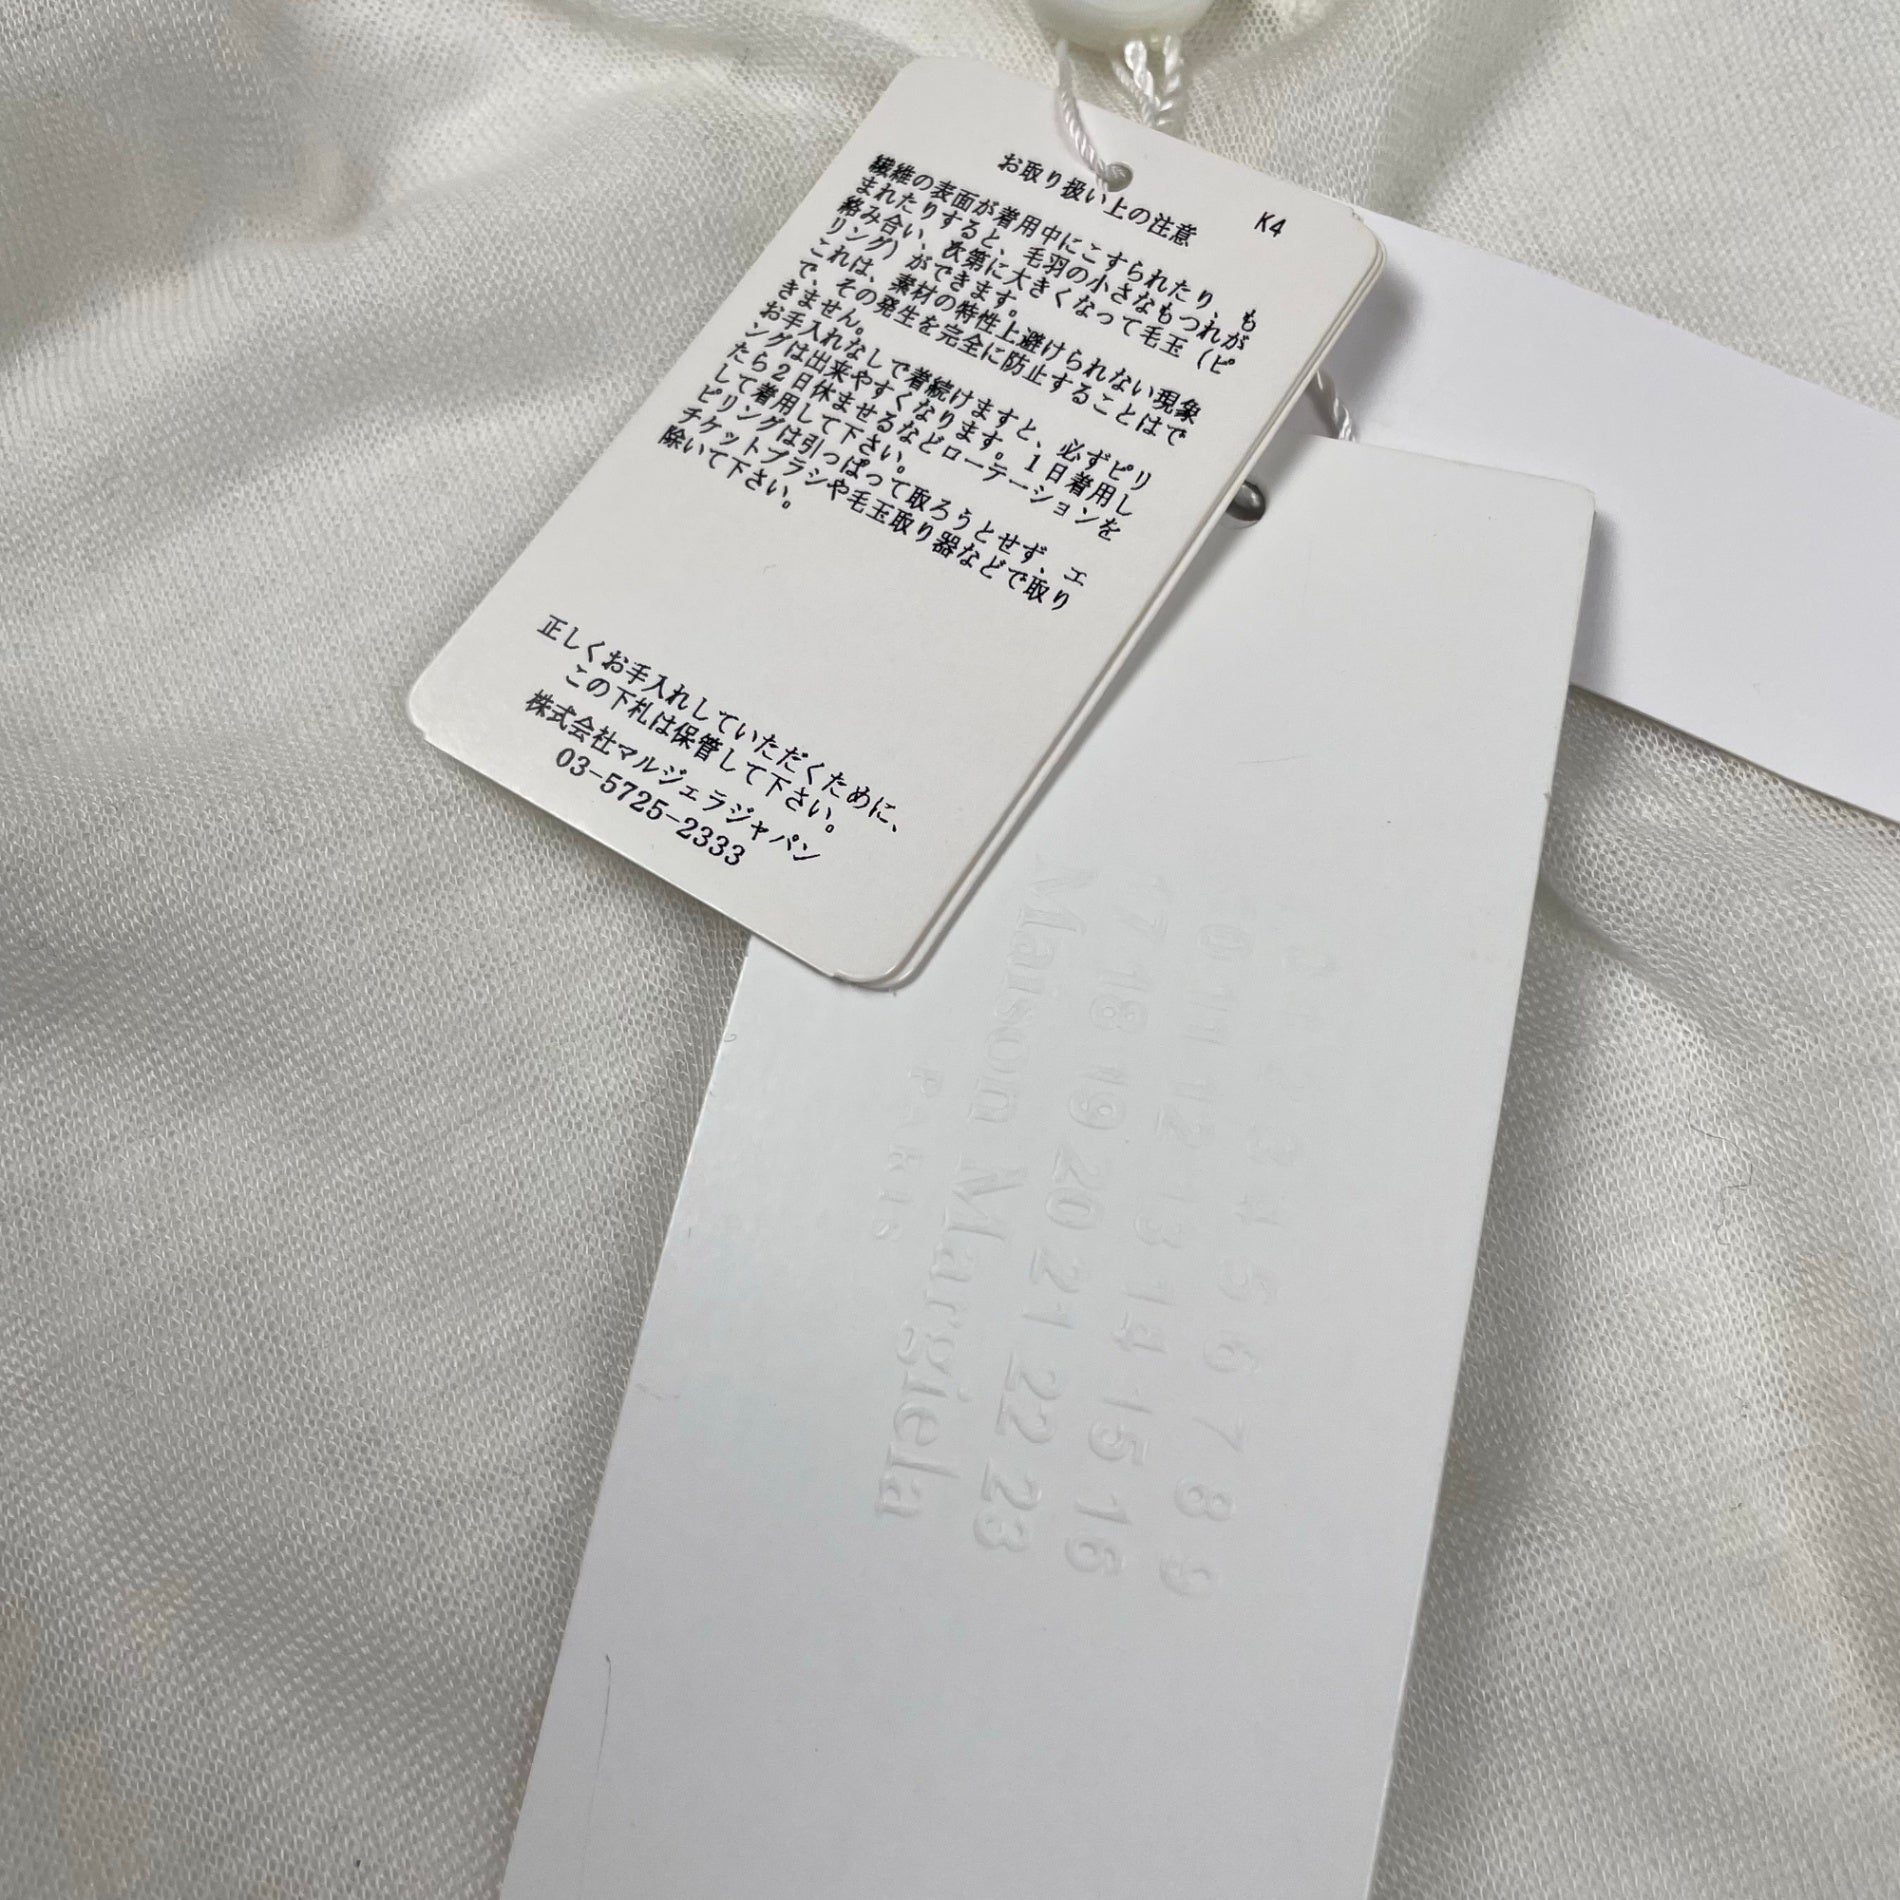 お取り扱い上の注意
K4
繊維の表面が着用中にこすられたり、も
まれたりすると、毛羽の小さなもつれが
絡み合い、次第に大きくなって毛玉（ピ
リング）ができます。
これは、素材の特性上避けられない現象
で、その発生を完全に防止することはで
きません。
お手入れなしで着続けますと、必ずピリ
ングは出来やすくなります。１日着用し
たら２日休ませるなどローテーションを
して着用して下さい。
ピリングは引っぱって取ろうとせず、エ
チケットブラシや毛玉取り器などで取り
除いて下さい。
正しくお手入れしていただくために、
この下札は保管して下さい。
株式会社マルジェラジャパン
03-5725-2333
0 1 2 3 4 5 6 7 8 9
10 11 12 13 14 15 16
17 18 19 20 21 22 23
Maison Margiela
PARIS